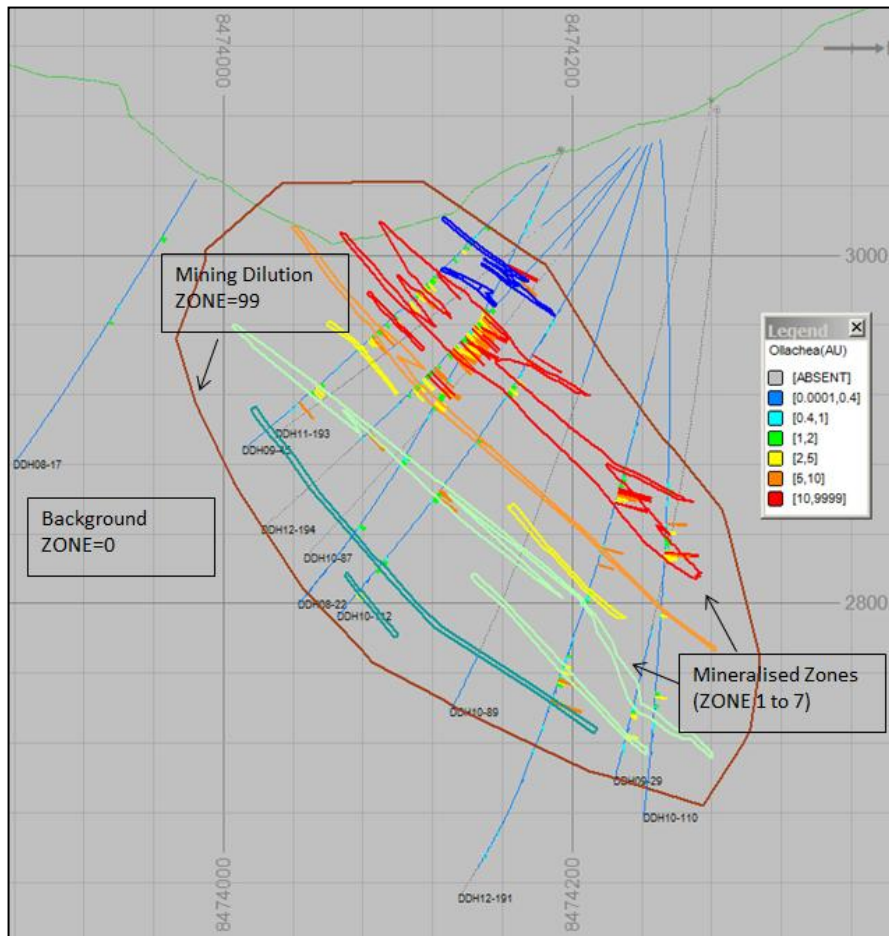 8474000
8474200
3000
Mining Dilution
ZONE=99
Legend
Ollachea(AU)
[ABSENT]
[0.0001,0.4]
[0.4,1]
[1,2]
[2,5]
[5,10]
[10,9999]
DDH11-193
DDH09-45
DDH08-17
Background
ZONE=0
DDH12-194
DDH10-87
DDH08-22
DDH10-112
2800
Mineralised Zones
(ZONE 1 to 7)
DDH10-89
DDH09-29
DDH10-110
DDH12-191
8474000
8474200